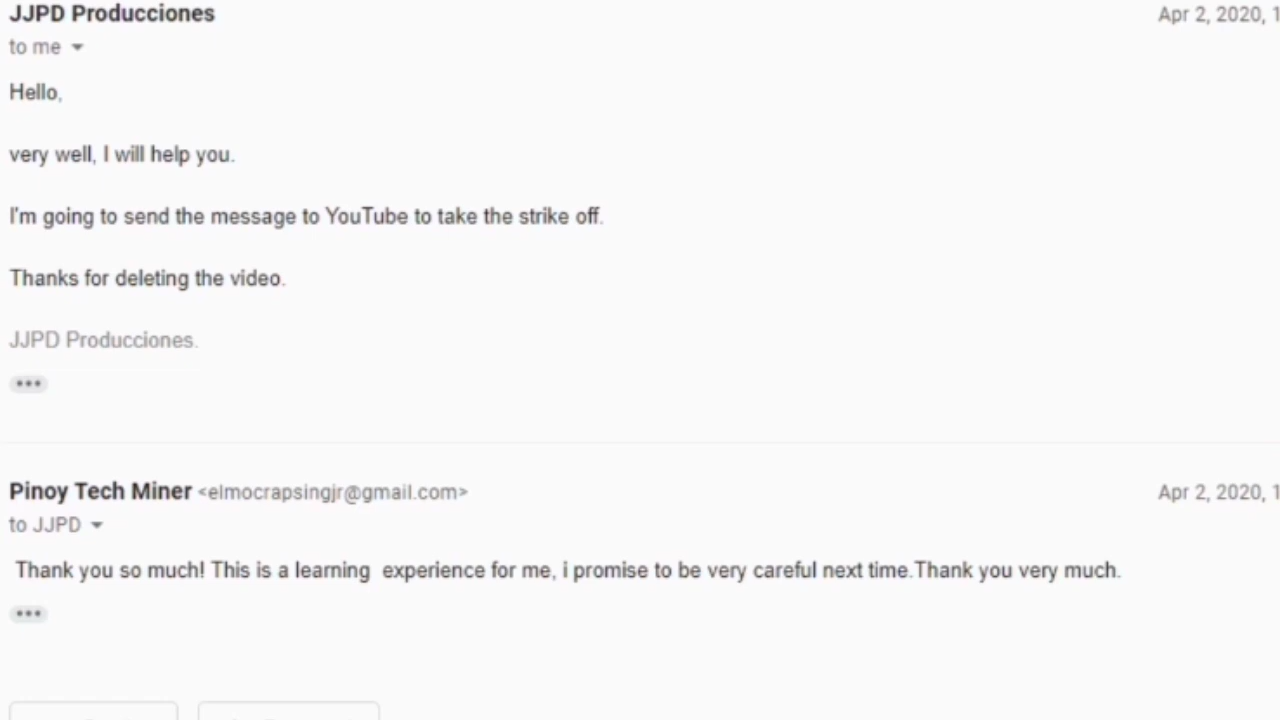 JJPD Producciones
Apr 2, 2020, 1
to me
Hello,
very well, I will help you.
I'm going to send the message to YouTube to take the strike off.
Thanks for deleting the video.
JJPD Producciones.
Pinoy Tech Miner <elmocrapsingjr@gmail.com>
Apr 2, 2020, 1
to JJPD
Thank you so much! This is a learning  experience for me, i promise to be very careful next time.Thank you very much.